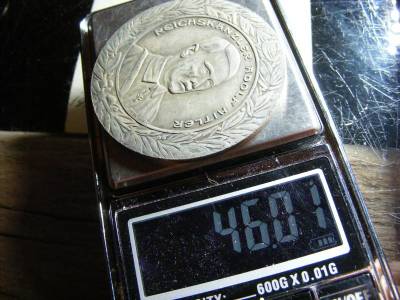 REICHSKANZLER ADOLF HITLER
46.01
600G X 0.01G